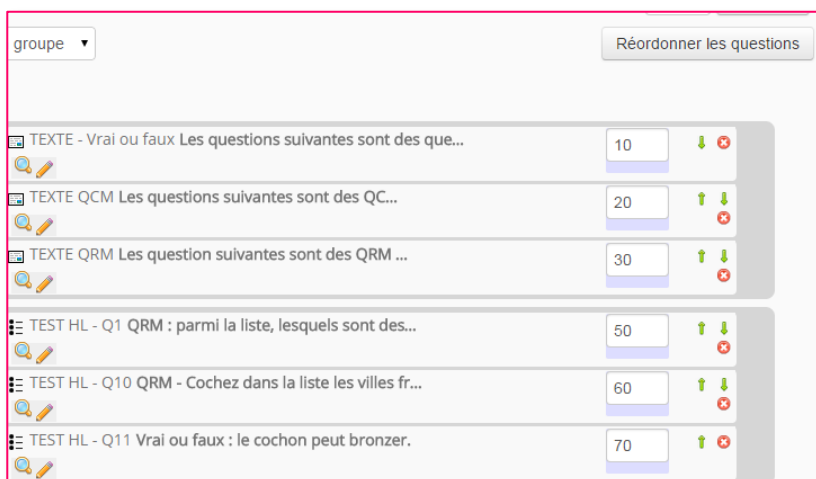 groupe
Réordonner les questions
TEXTE - Vrai ou faux Les questions suivantes sont des que...
10
TEXTE QCM Les questions suivantes sont des QC...
20
TEXTE QRM Les question suivantes sont des QRM ...
30
TEST HL - Q1 QRM : parmi la liste, lesquels sont des...
50
TEST HL - Q10 QRM - Cochez dans la liste les villes fr...
60
TEST HL - Q11 Vrai ou faux : le cochon peut bronzer.
70